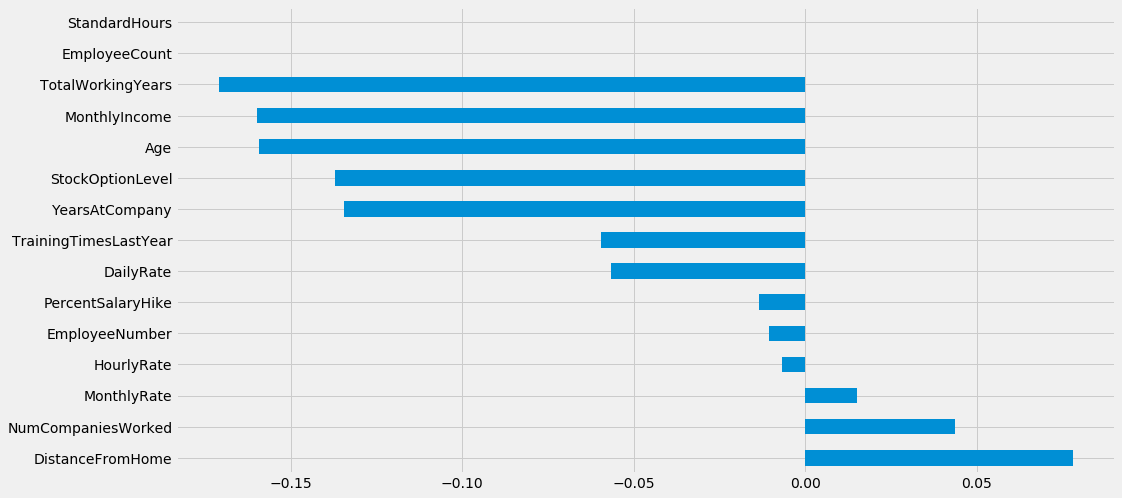 StandardHours
EmployeeCount
TotalWorkingYears
MonthlyIncome
Age
StockOptionLevel
YearsAtCompany
TrainingTimesLastYear
DailyRate
PercentSalaryHike
EmployeeNumber
HourlyRate
MonthlyRate
NumCompaniesWorked
DistanceFromHome
−0.15 −0.10 −0.05 0.00 0.05